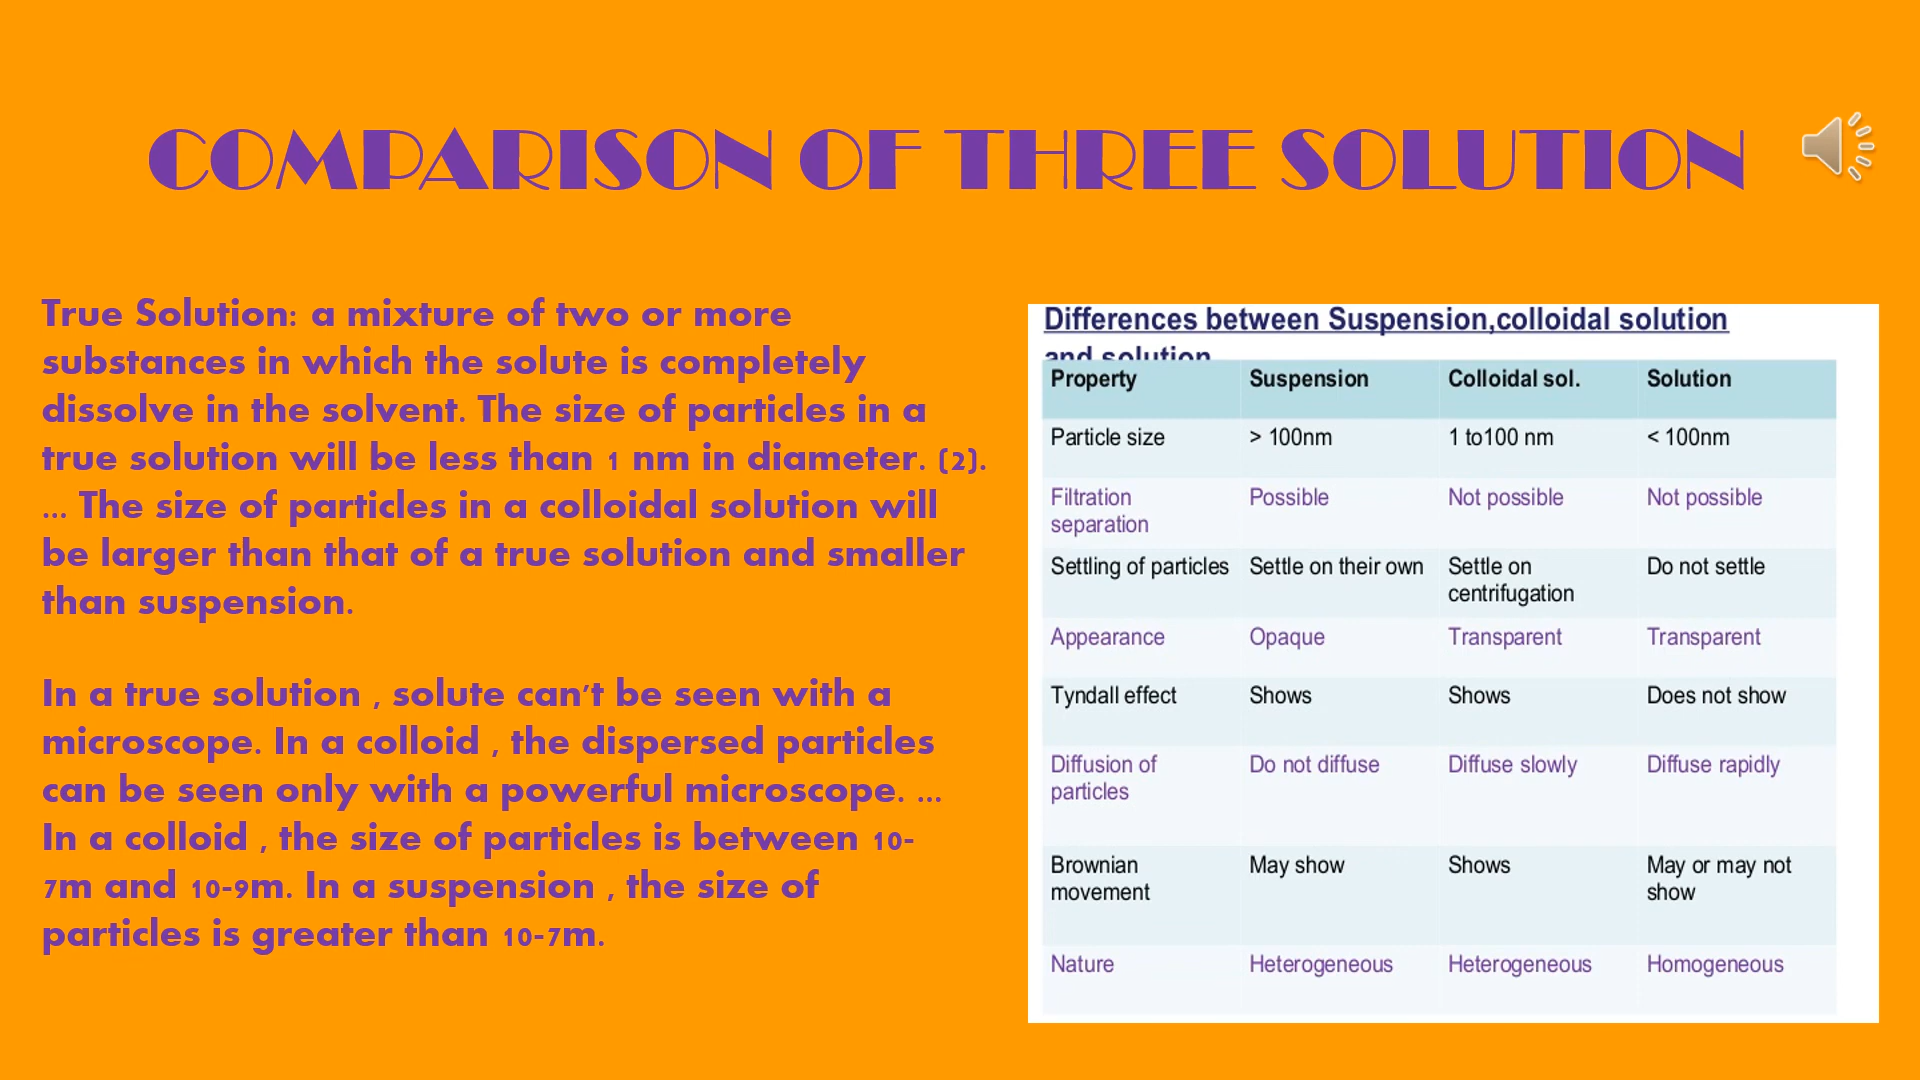 COMPARISON OF THREE SOLUTION
True Solution: a mixture of two or more
substances in which the solute is completely
dissolve in the solvent. The size of particles in a
true solution will be less than 1 nm in diameter. (2).
... The size of particles in a colloidal solution will
be larger than that of a true solution and smaller
than suspension.
In a true solution , solute can't be seen with a
microscope. In a colloid , the dispersed particles
can be seen only with a powerful microscope. ...
In a colloid , the size of particles is between 10-
7m and 10-9m. In a suspension , the size of
particles is greater than 10-7m.
Differences between Suspension,colloidal solution
and solution
Property Suspension Colloidal sol. Solution
Particle size > 100nm 1 to100 nm < 100nm
Filtration Possible Not possible Not possible
separation
Settling of particles Settle on their own Settle on Do not settle
centrifugation
Appearance Opaque Transparent Transparent
Tyndall effect Shows Shows Does not show
Diffusion of Do not diffuse Diffuse slowly Diffuse rapidly
particles
Brownian May show Shows May or may not
movement show
Nature Heterogeneous Heterogeneous Homogeneous